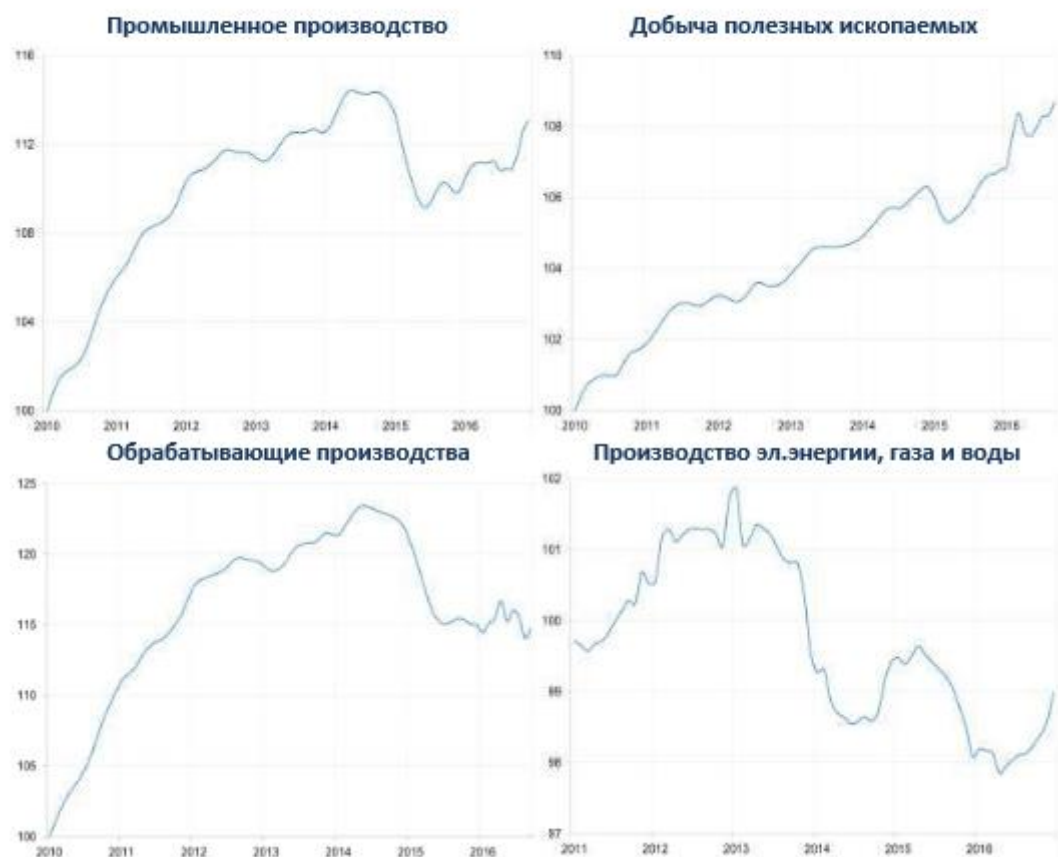 Промышленное производство
116
112
108
104
100
2010 2011 2012 2013 2014 2015 2016
Добыча полезных ископаемых
110
108
106
104
102
100
2010 2011 2012 2013 2014 2015 2016
Обрабатывающие производства
125
120
115
110
105
100
2010 2011 2012 2013 2014 2015 2016
Производство эл.энергии, газа и воды
102
101
100
99
98
97
2011 2012 2013 2014 2015 2016